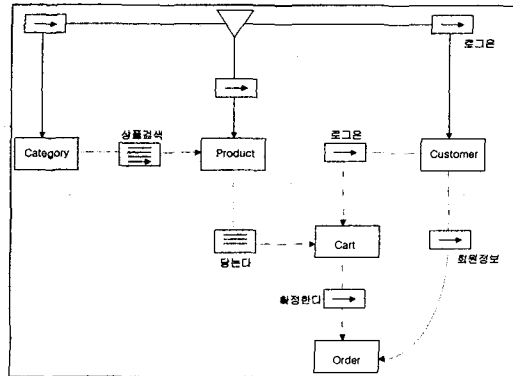 로그온
상품검색
로그온
Category
Product
Customer
담는다
Cart
회원정보
확정한다
Order